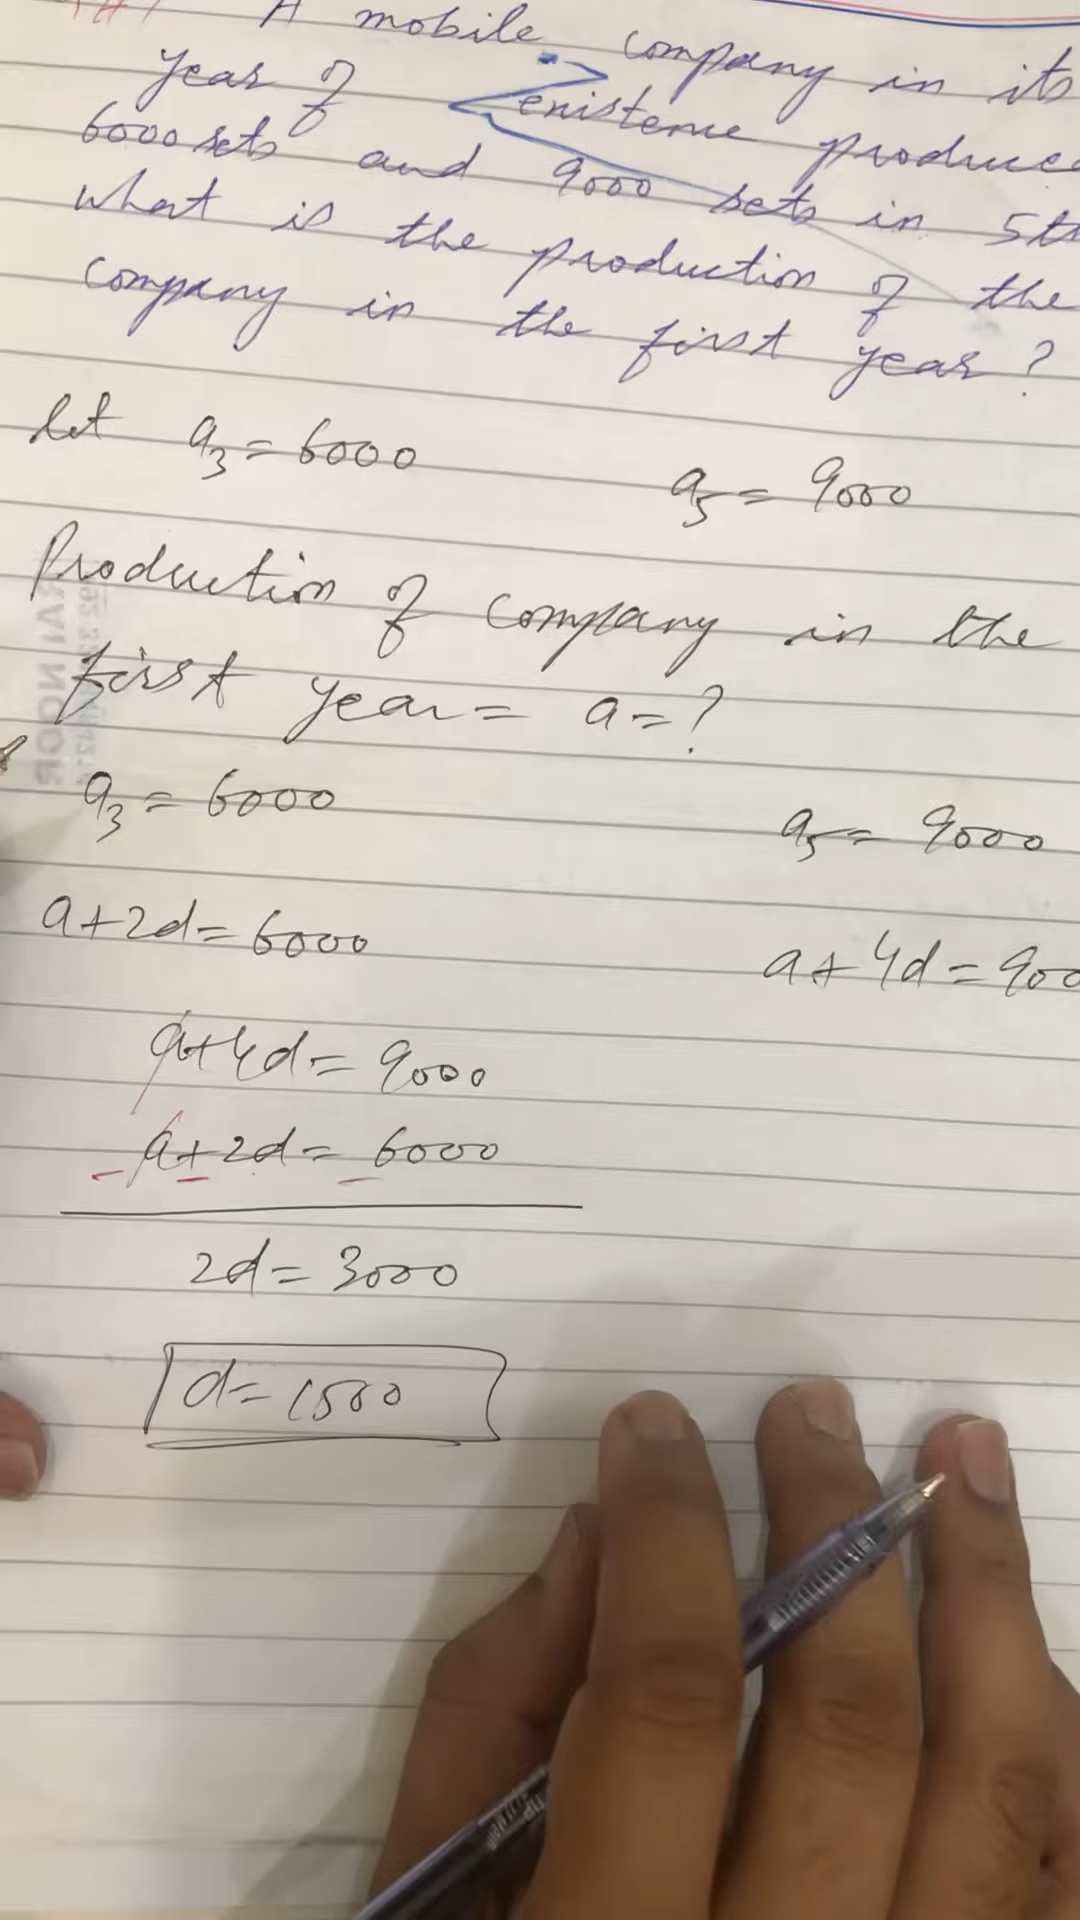 A mobile company in its
year of existence produce
6000 sets and 9000 sets in 5th
what is the production of the
company in the first year?
let a3 = 6000 a5 = 9000
Production of company in the
first year = a = ?
a3 = 6000 a5 = 9000
a+2d = 6000 a+4d = 900
a+4d = 9000
a+2d = 6000
2d = 3000
d = 1500